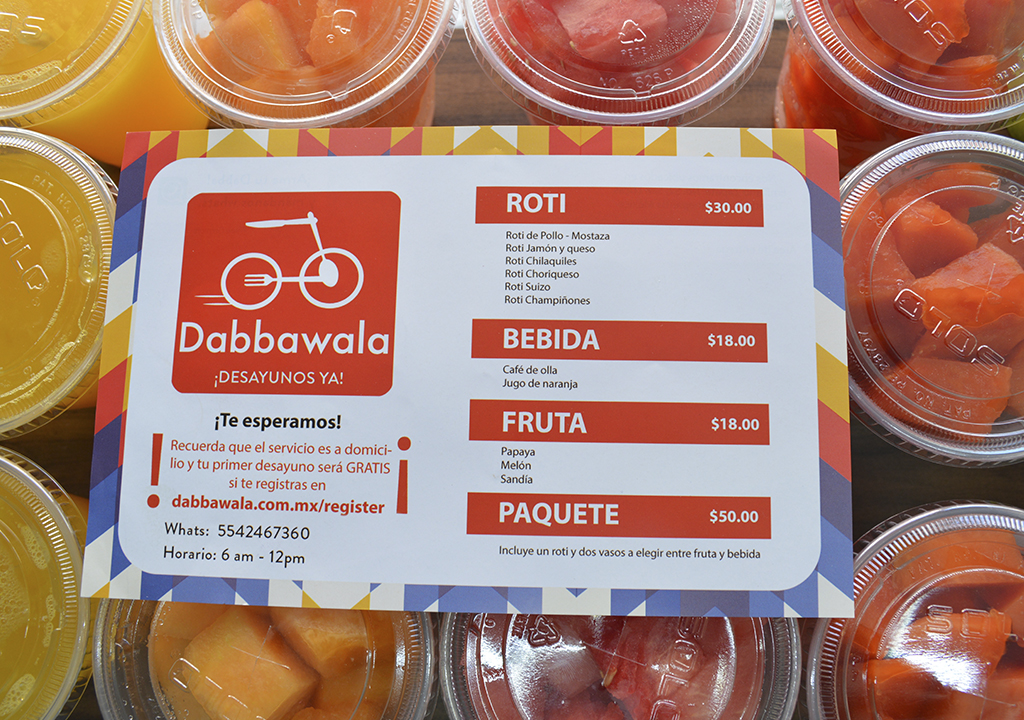 Dabbawala
¡DESAYUNOS YA!
¡Te esperamos!
Recuerda que el servicio es a domici-
lio y tu primer desayuno será GRATIS
si te registras en
dabbawala.com.mx/register
Whats: 5542467360
Horario: 6 am - 12pm
ROTI $30.00
Roti de Pollo - Mostaza
Roti Jamón y queso
Roti Chilaquiles
Roti Choriqueso
Roti Suizo
Roti Champiñones
BEBIDA $18.00
Café de olla
Jugo de naranja
FRUTA $18.00
Papaya
Melón
Sandía
PAQUETE $50.00
Incluye un roti y dos vasos a elegir entre fruta y bebida
SOLO
SOLO